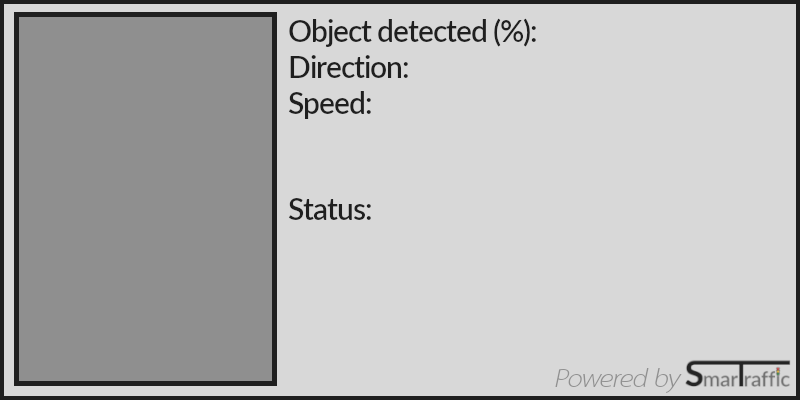 Object detected (%):
Direction:
Speed:
Status:
Powered by SmarTraffic